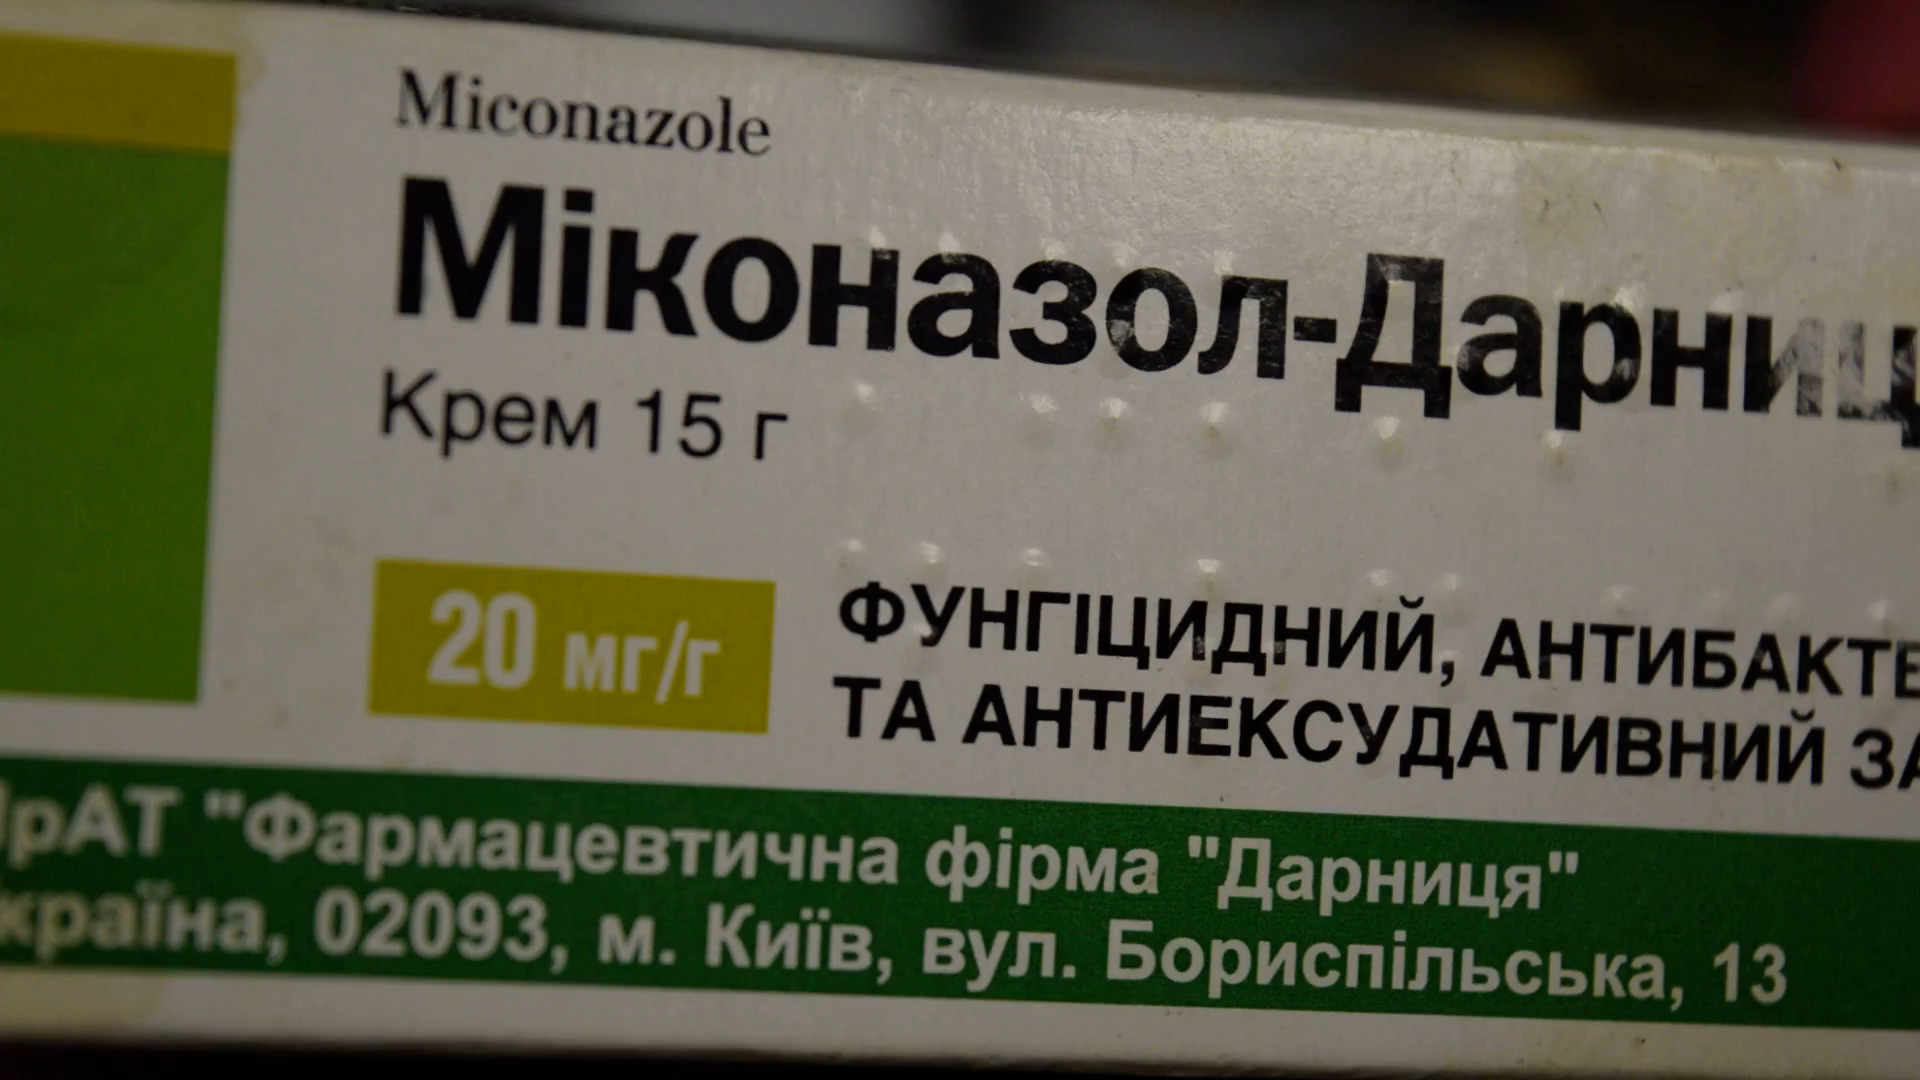 Miconazole
Міконазол-Дарниц
Крем 15 г
20 мг/г
ФУНГІЦИДНИЙ, АНТИБАКТЕ
ТА АНТИЕКСУДАТИВНИЙ ЗА
ПрАТ "Фармацевтична фірма "Дарниця"
країна, 02093, м. Київ, вул. Бориспільська, 13